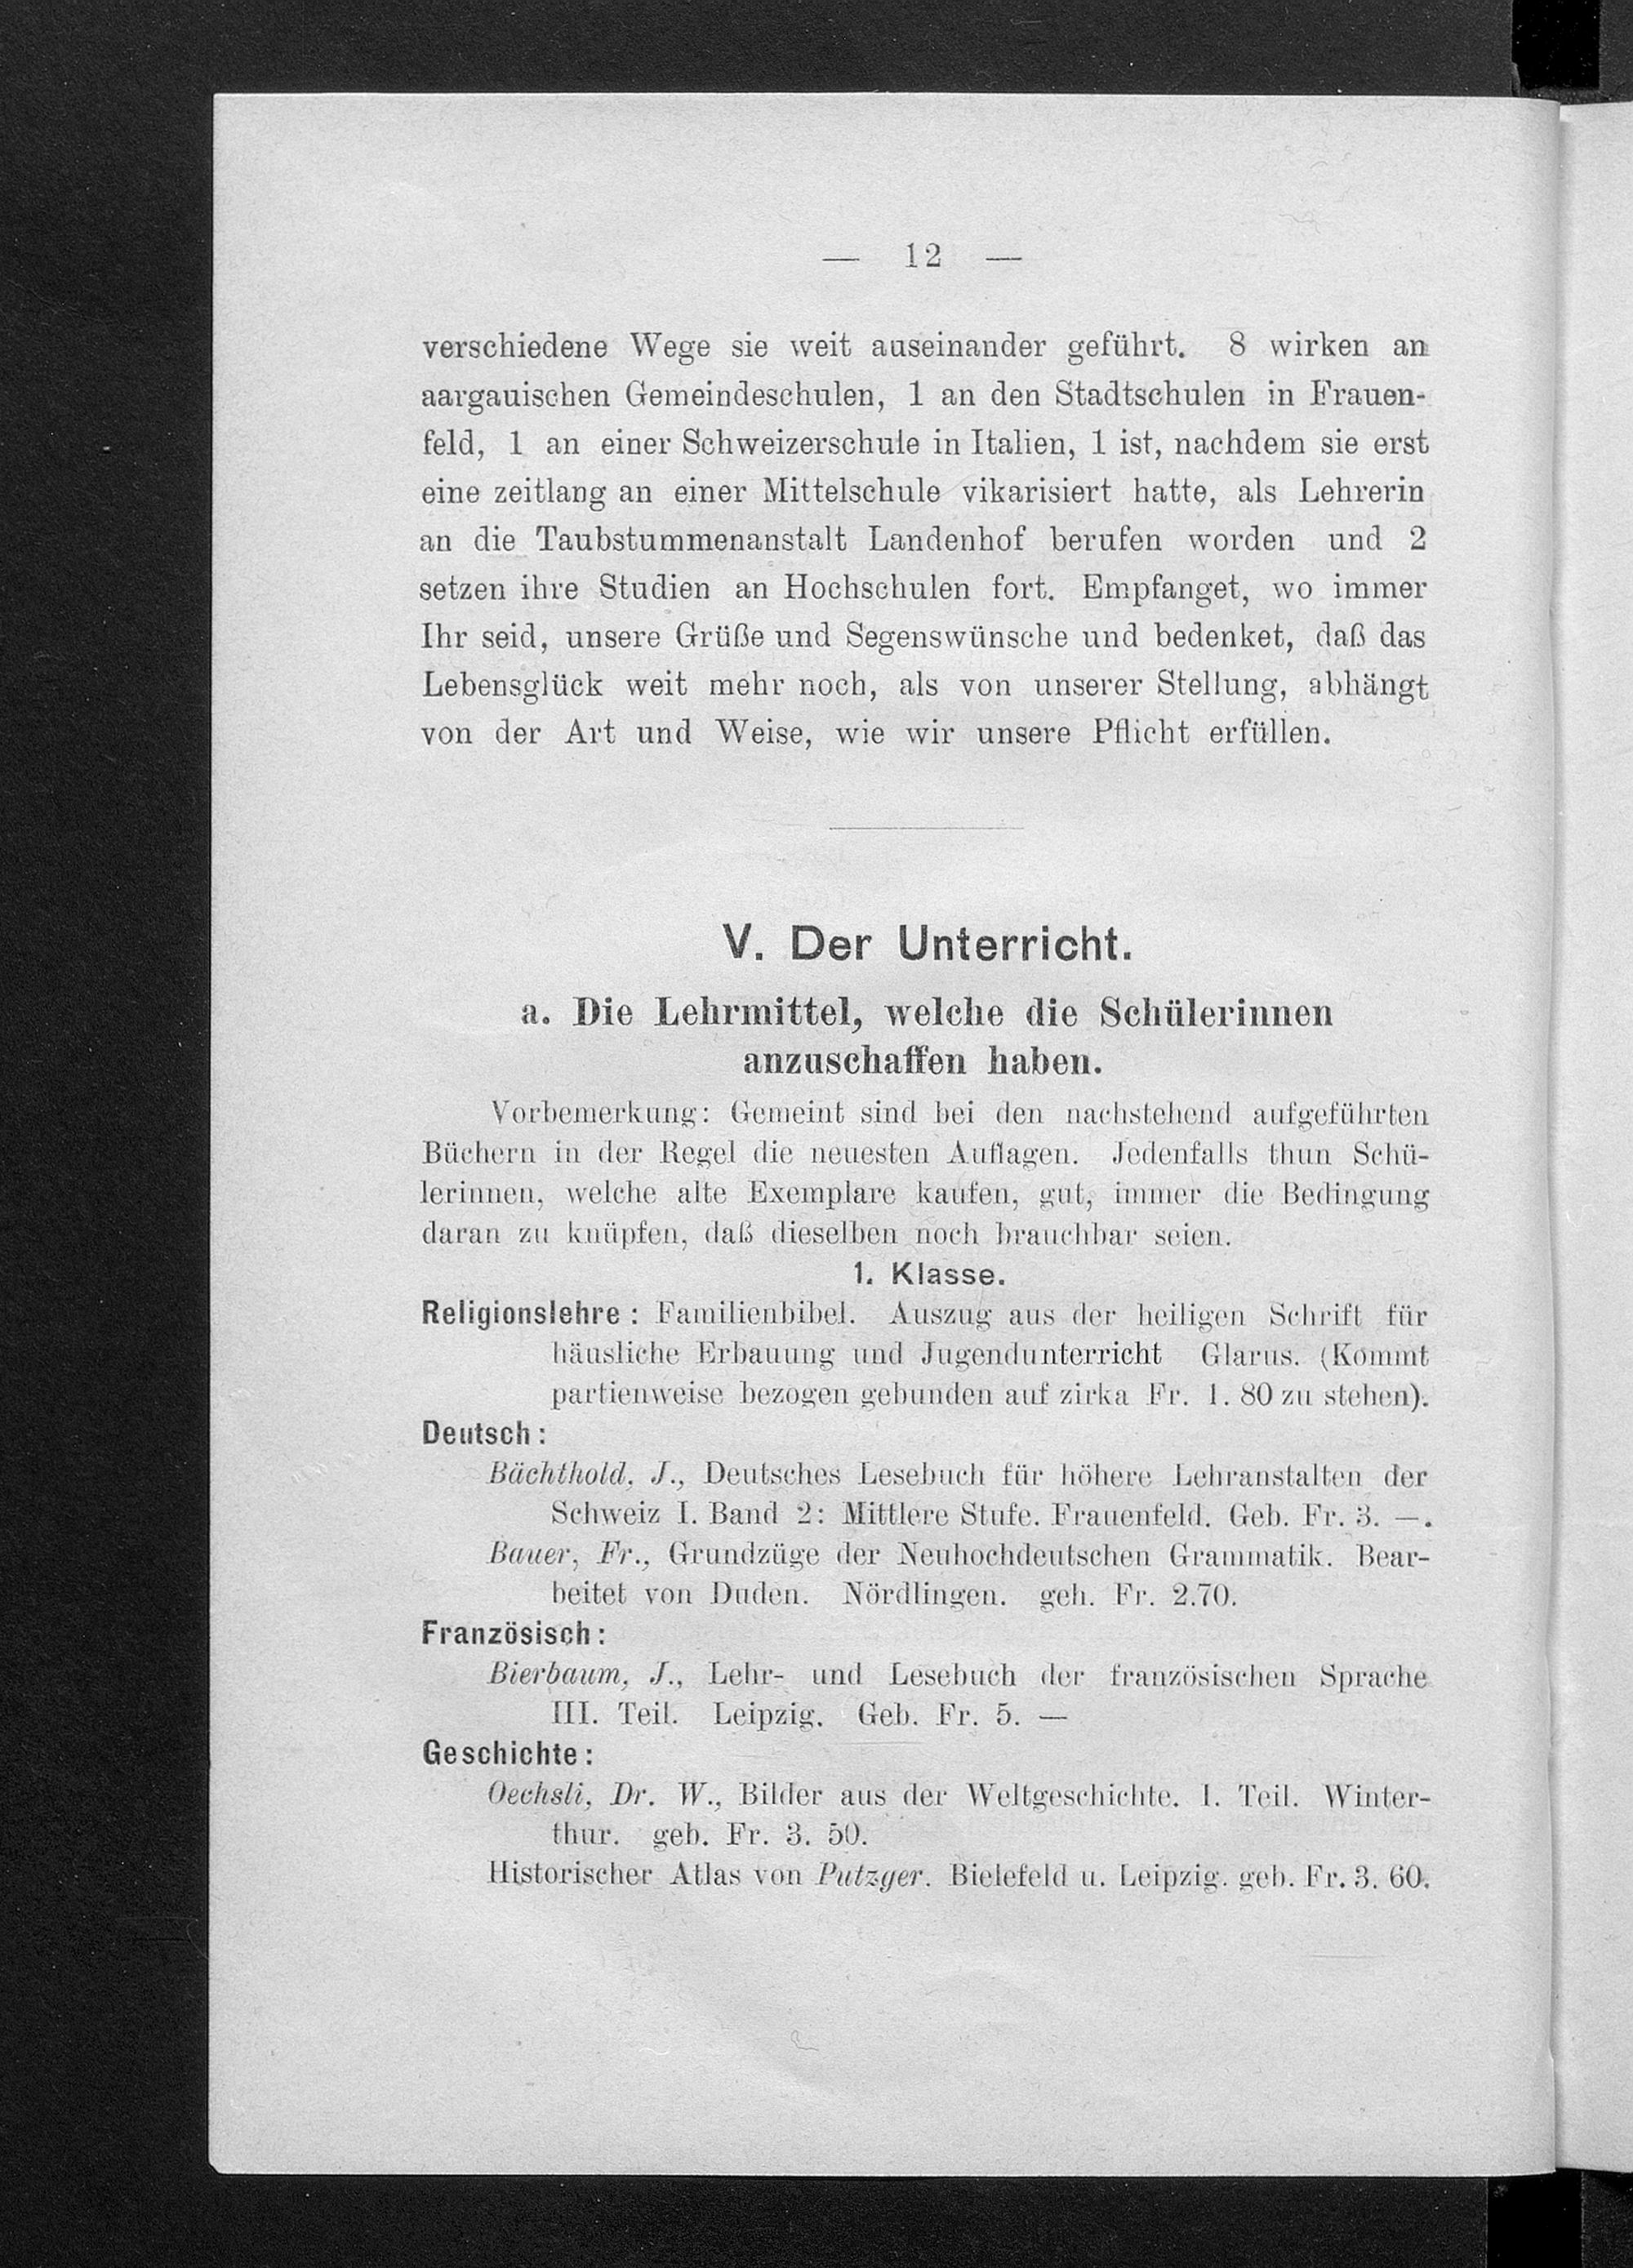 — 12 —
verschiedene Wege sie weit auseinander geführt. 8 wirken an
aargauischen Gemeindeschulen, 1 an den Stadtschulen in Frauen-
feld, 1 an einer Schweizerschule in Italien, 1 ist, nachdem sie erst
eine zeitlang an einer Mittelschule vikarisiert hatte, als Lehrerin
an die Taubstummenanstalt Landenhof berufen worden und 2
setzen ihre Studien an Hochschulen fort. Empfanget, wo immer
Ihr seid, unsere Grüße und Segenswünsche und bedenket, daß das
Lebensglück weit mehr noch, als von unserer Stellung, abhängt
von der Art und Weise, wie wir unsere Pflicht erfüllen.
V. Der Unterricht.
a. Die Lehrmittel, welche die Schülerinnen
anzuschaffen haben.
Vorbemerkung: Gemeint sind bei den nachstehend aufgeführten
Büchern in der Regel die neuesten Auflagen. Jedenfalls thun Schü-
lerinnen, welche alte Exemplare kaufen, gut, immer die Bedingung
daran zu knüpfen, daß dieselben noch brauchbar seien.
1. Klasse.
Religionslehre: Familienbibel. Auszug aus der heiligen Schrift für
häusliche Erbauung und Jugendunterricht Glarus. (Kommt
partienweise bezogen gebunden auf zirka Fr. 1. 80 zu stehen).
Deutsch:
Bächthold, J., Deutsches Lesebuch für höhere Lehranstalten der
Schweiz I. Band 2: Mittlere Stufe. Frauenfeld. Geb. Fr. 3. —.
Bauer, Fr., Grundzüge der Neuhochdeutschen Grammatik. Bear-
beitet von Duden. Nördlingen. geh. Fr. 2.70.
Französisch:
Bierbaum, J., Lehr- und Lesebuch der französischen Sprache
III. Teil. Leipzig. Geb. Fr. 5. —
Geschichte:
Oechsli, Dr. W., Bilder aus der Weltgeschichte. I. Teil. Winter-
thur. geb. Fr. 3. 50.
Historischer Atlas von Putzger. Bielefeld u. Leipzig. geb. Fr. 3. 60.